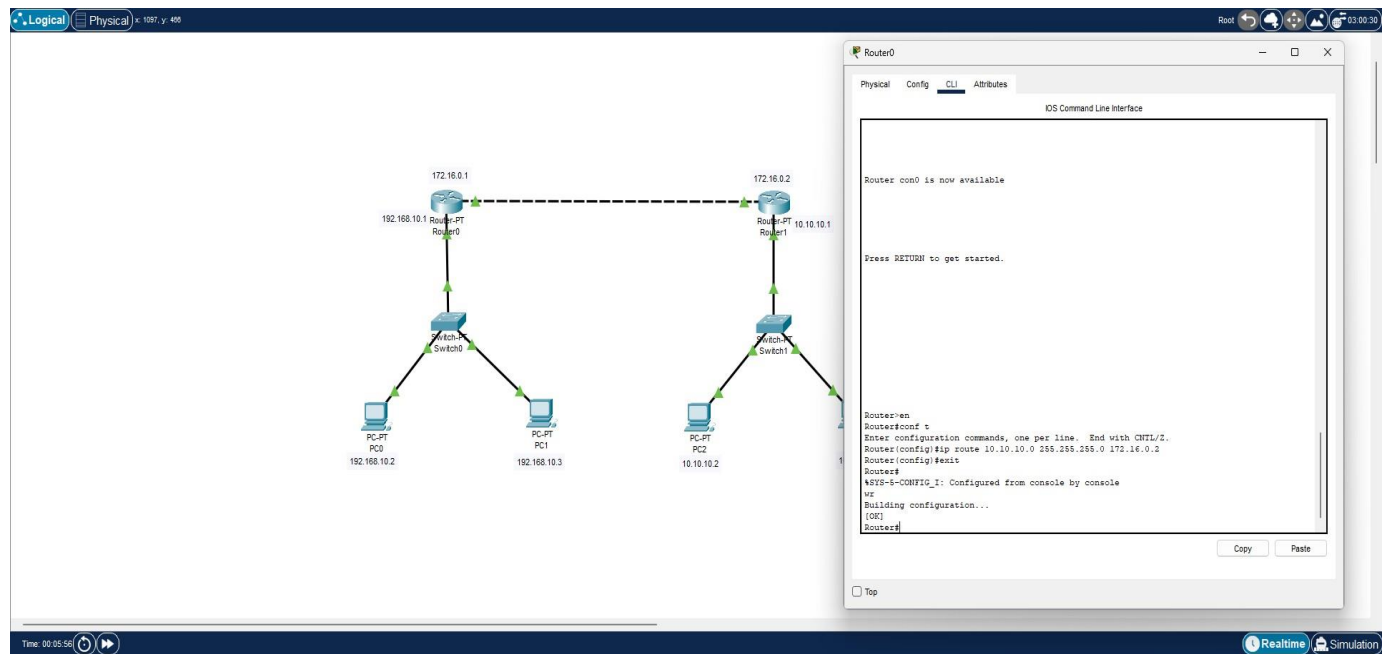 Logical
Physical
x: 1097, y: 466
Root
03:00:30
172.16.0.1
172.16.0.2
192.168.10.1
Router-PT
Router0
Router-PT
Router1
10.10.10.1
Switch-PT
Switch0
Switch-PT
Switch1
PC-PT
PC0
192.168.10.2
PC-PT
PC1
192.168.10.3
PC-PT
PC2
10.10.10.2
1
Router0
Physical Config CLI Attributes
IOS Command Line Interface
Router con0 is now available
Press RETURN to get started.
Router>en
Router#conf t
Enter configuration commands, one per line.  End with CNTL/Z.
Router(config)#ip route 10.10.10.0 255.255.255.0 172.16.0.2
Router(config)#exit
Router#
%SYS-5-CONFIG_I: Configured from console by console
wr
Building configuration...
[OK]
Router#
Copy Paste
Top
Time: 00:05:56
Realtime
Simulation